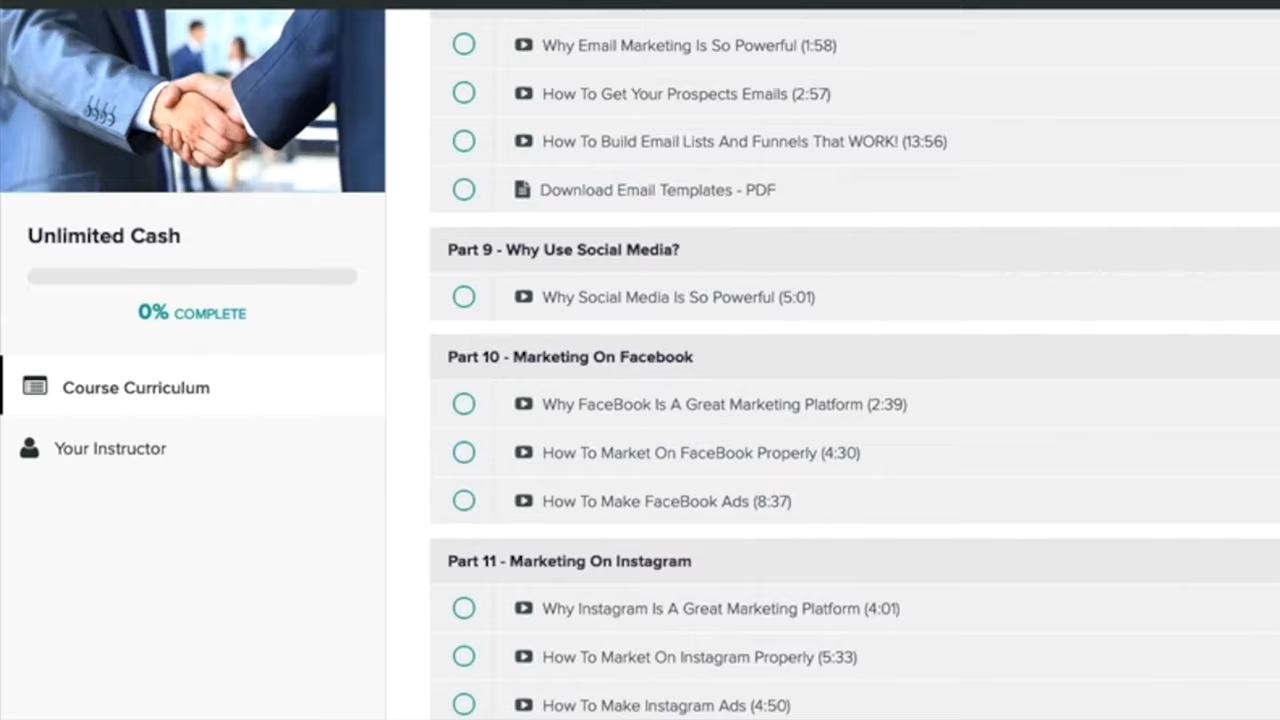 Unlimited Cash
0% COMPLETE
Course Curriculum
Your Instructor
Why Email Marketing Is So Powerful (1:58)
How To Get Your Prospects Emails (2:57)
How To Build Email Lists And Funnels That WORK! (13:56)
Download Email Templates - PDF
Part 9 - Why Use Social Media?
Why Social Media Is So Powerful (5:01)
Part 10 - Marketing On Facebook
Why FaceBook Is A Great Marketing Platform (2:39)
How To Market On FaceBook Properly (4:30)
How To Make FaceBook Ads (8:37)
Part 11 - Marketing On Instagram
Why Instagram Is A Great Marketing Platform (4:01)
How To Market On Instagram Properly (5:33)
How To Make Instagram Ads (4:50)